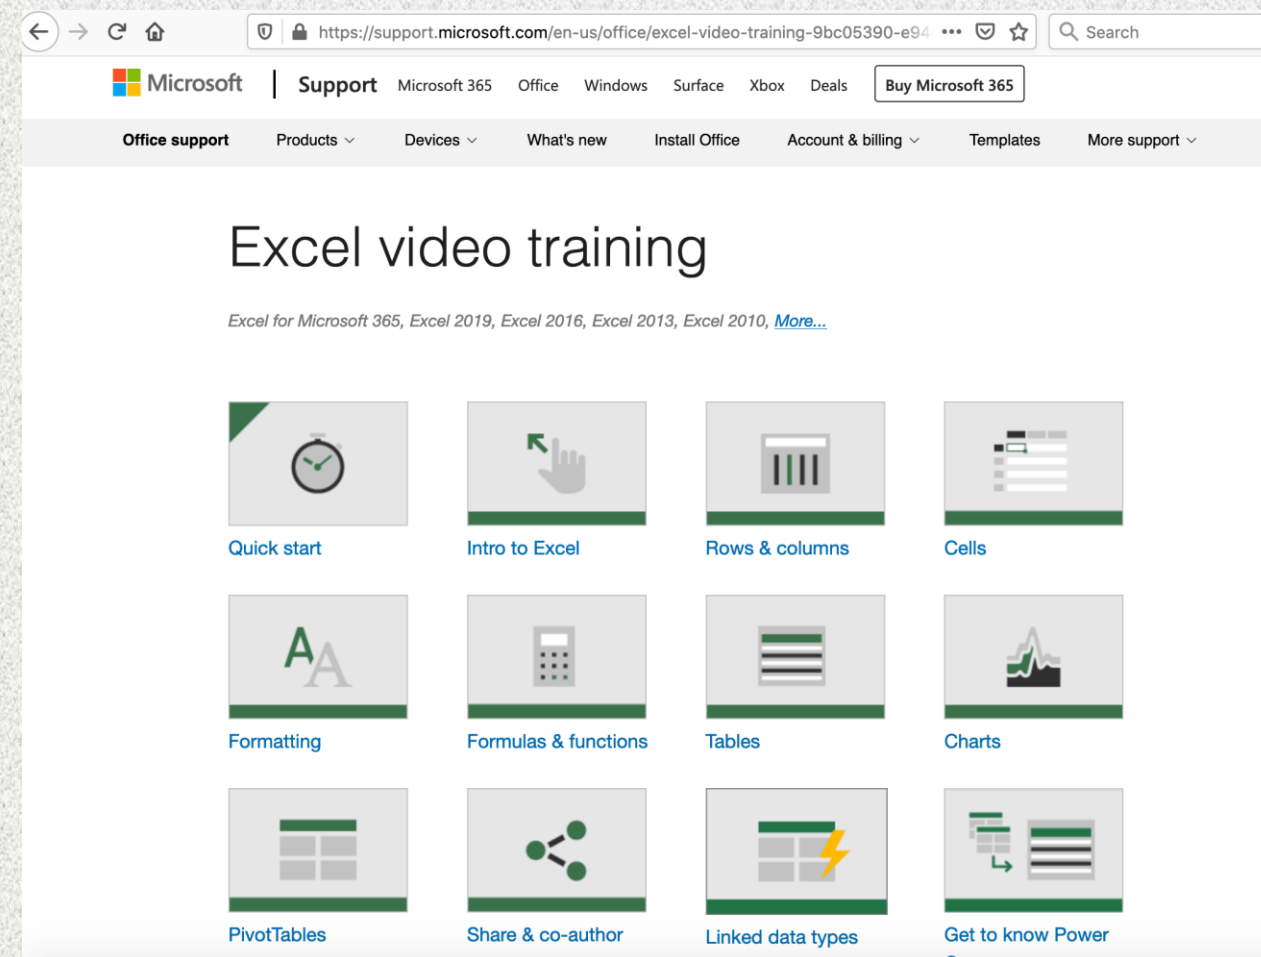 https://support.microsoft.com/en-us/office/excel-video-training-9bc05390-e94
Search
Microsoft Support Microsoft 365 Office Windows Surface Xbox Deals Buy Microsoft 365
Office support Products Devices What's new Install Office Account & billing Templates More support
Excel video training
Excel for Microsoft 365, Excel 2019, Excel 2016, Excel 2013, Excel 2010, More...
Quick start Intro to Excel Rows & columns Cells
Formatting Formulas & functions Tables Charts
PivotTables Share & co-author Linked data types Get to know Power